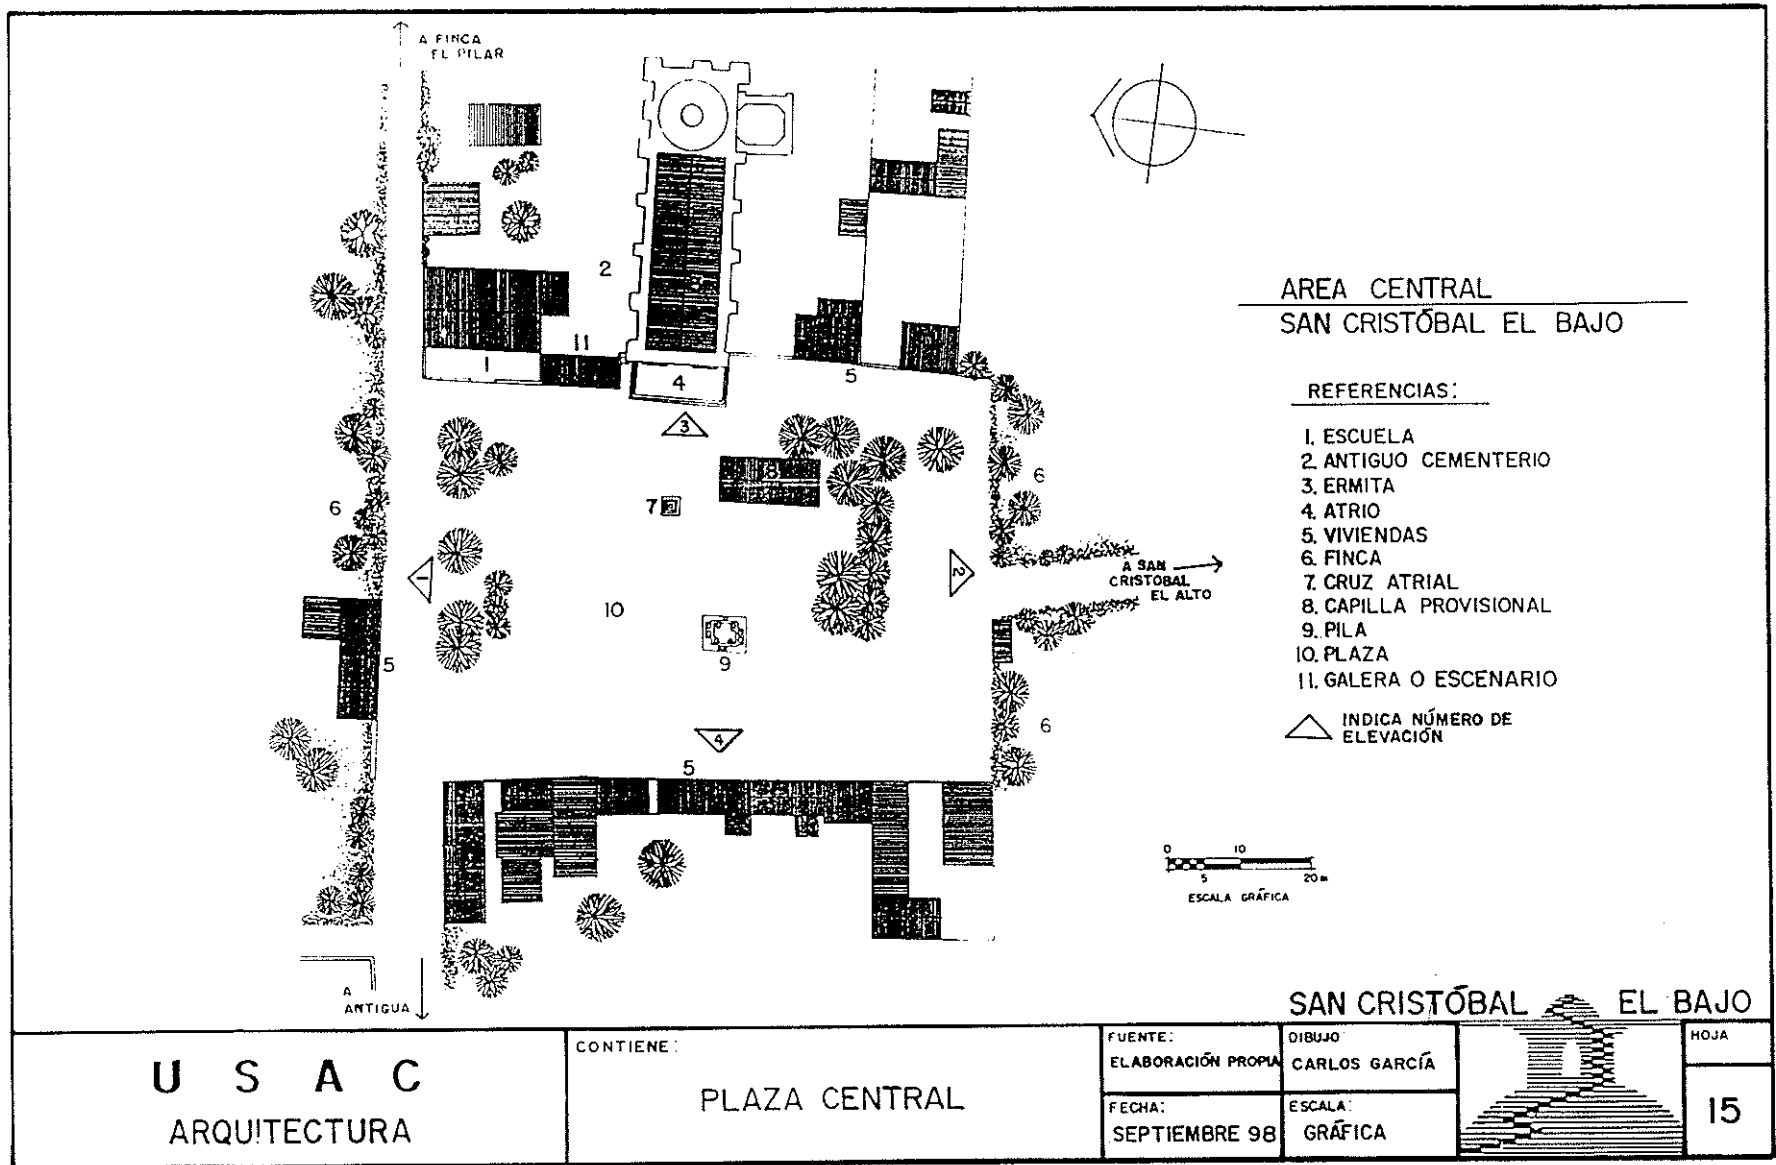 A FINCA
EL PILAR
2
3
11
1
4
5
3
8
6
7
6
1
2
A SAN
CRISTOBAL
EL ALTO
10
5
9
6
4
5
A
ANTIGUA
AREA CENTRAL
SAN CRISTÓBAL EL BAJO
REFERENCIAS:
1. ESCUELA
2. ANTIGUO CEMENTERIO
3. ERMITA
4. ATRIO
5. VIVIENDAS
6. FINCA
7. CRUZ ATRIAL
8. CAPILLA PROVISIONAL
9. PILA
10. PLAZA
11. GALERA O ESCENARIO
INDICA NÚMERO DE
ELEVACIÓN
0 10
5 20 m
ESCALA GRÁFICA
SAN CRISTÓBAL EL BAJO
U S A C
ARQUITECTURA
CONTIENE:
PLAZA CENTRAL
FUENTE:
ELABORACIÓN PROPIA
DIBUJO:
CARLOS GARCÍA
FECHA:
SEPTIEMBRE 98
ESCALA:
GRÁFICA
HOJA
15